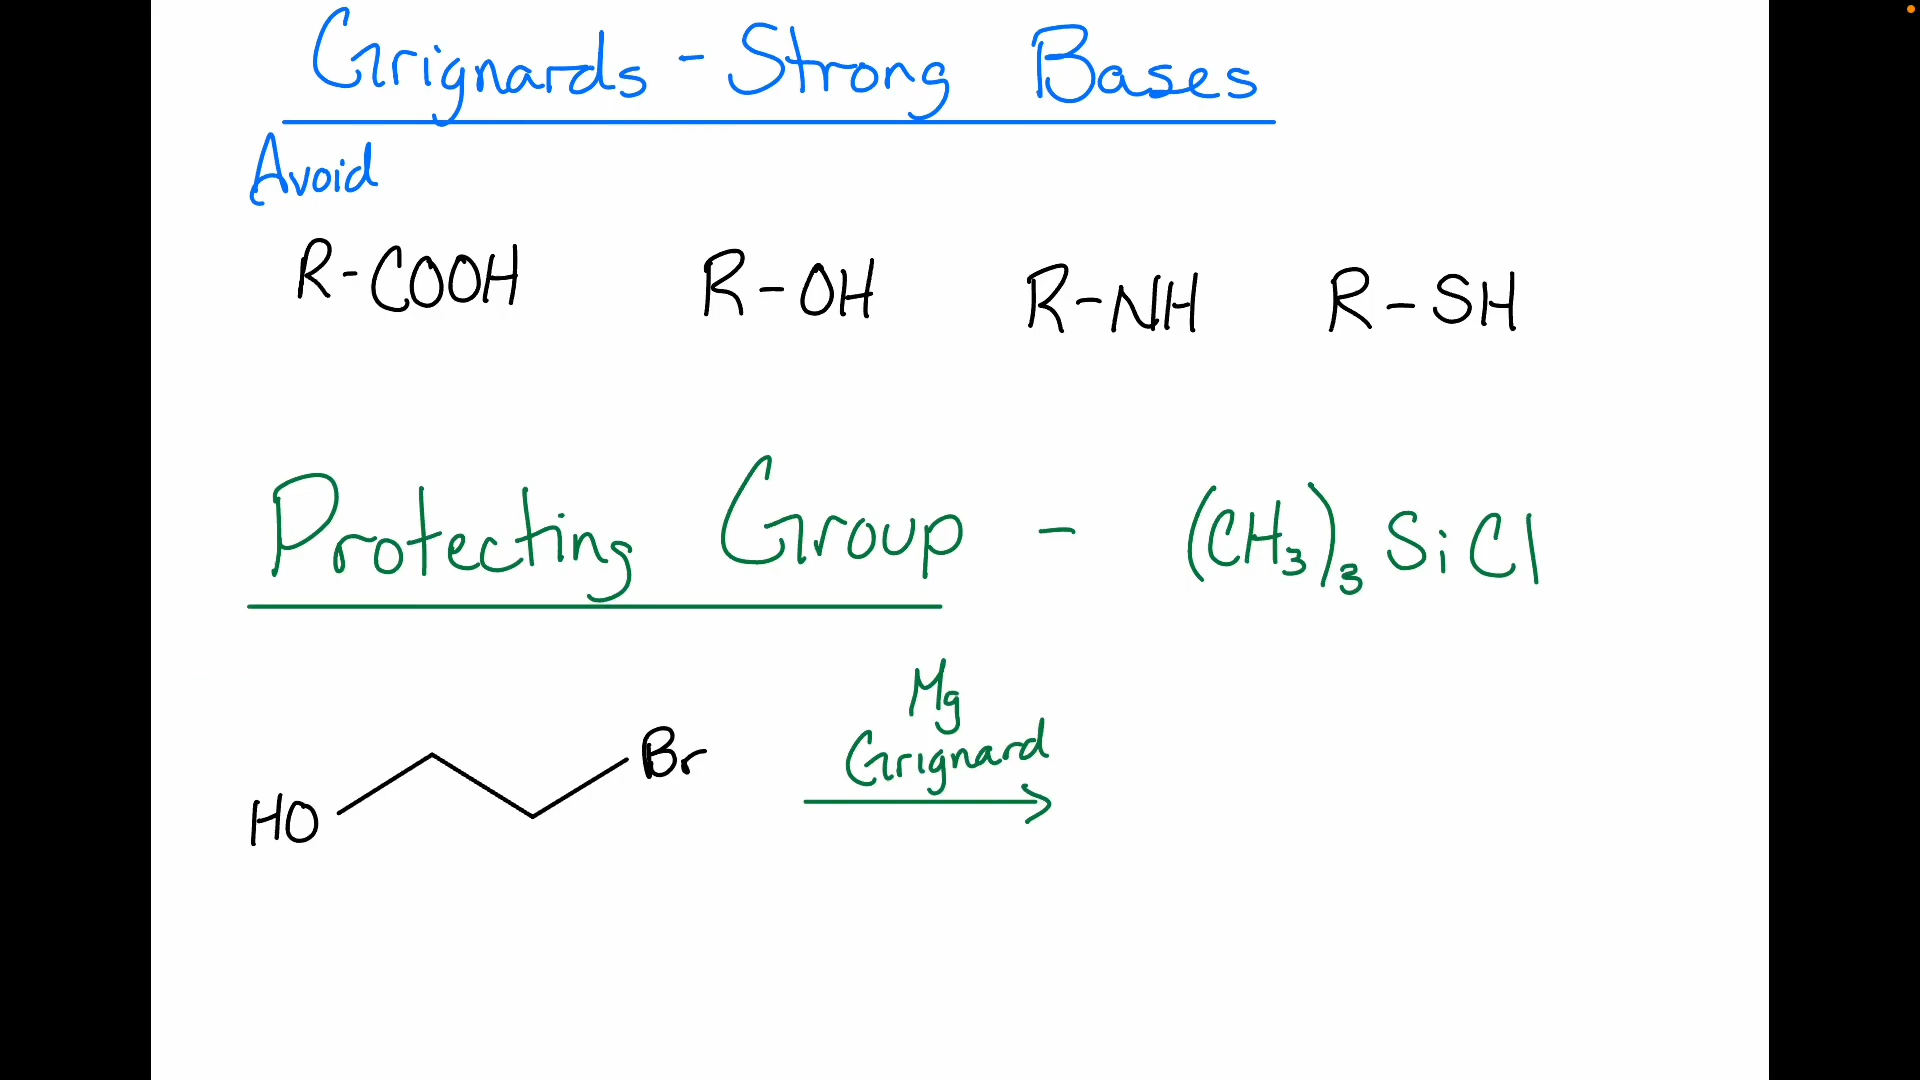 Grignards - Strong Bases
Avoid
R-COOH R-OH R-NH R-SH
Protecting Group - (CH₃)₃SiCl
Mg
Grignard
HO Br